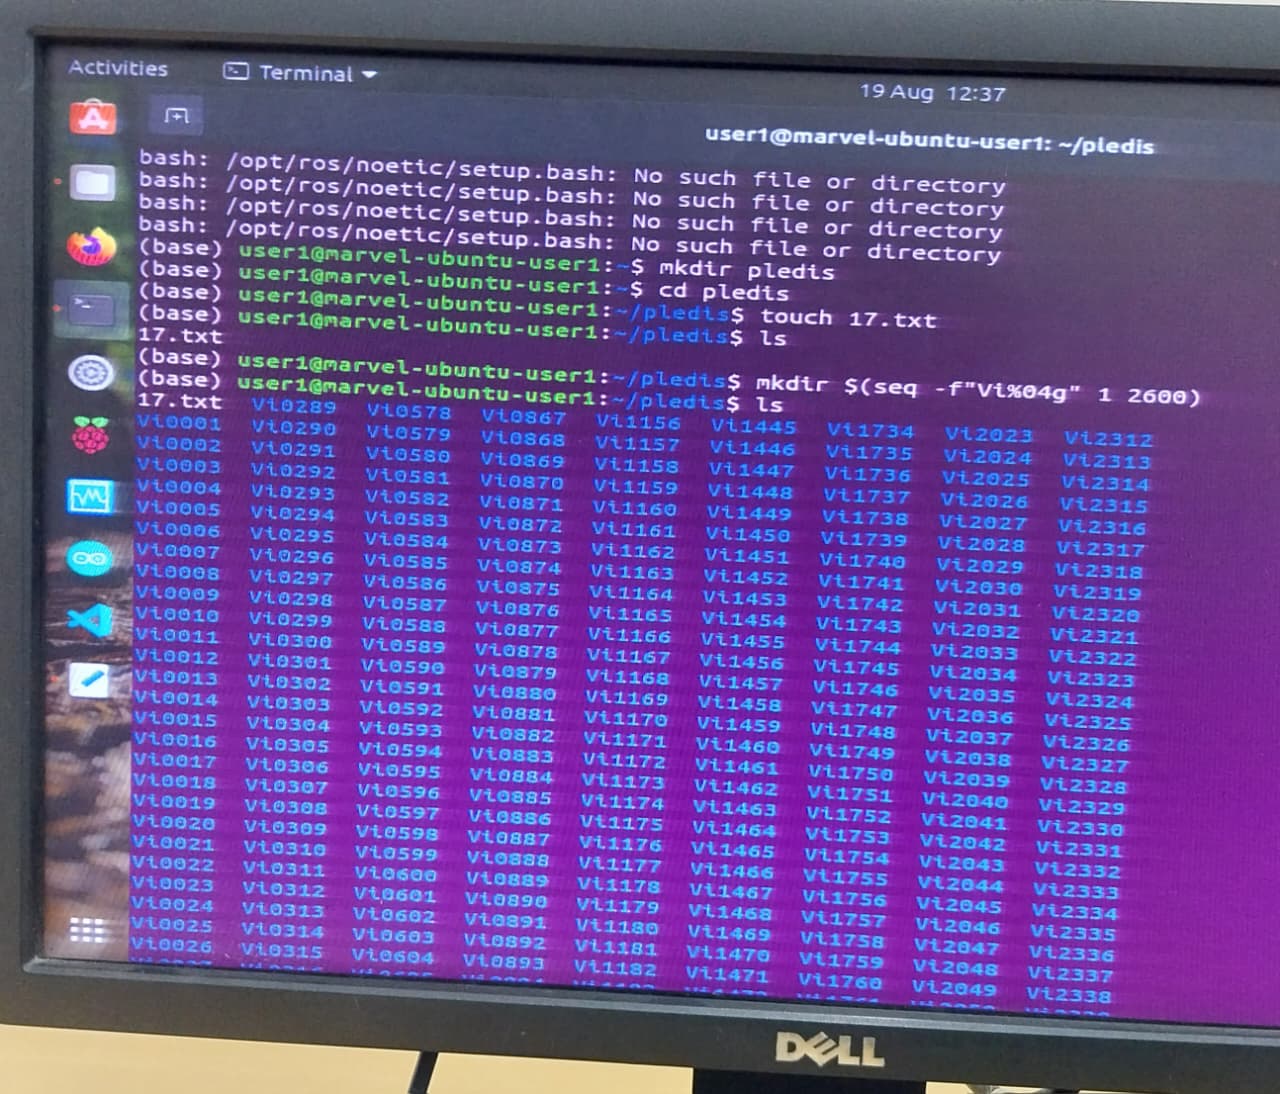 Activities Terminal 19 Aug 12:37
user1@marvel-ubuntu-user1: ~/pledis
bash: /opt/ros/noetic/setup.bash: No such file or directory
bash: /opt/ros/noetic/setup.bash: No such file or directory
bash: /opt/ros/noetic/setup.bash: No such file or directory
bash: /opt/ros/noetic/setup.bash: No such file or directory
(base) user1@marvel-ubuntu-user1:~$ mkdir pledis
(base) user1@marvel-ubuntu-user1:~$ cd pledis
(base) user1@marvel-ubuntu-user1:~/pledis$ touch 17.txt
(base) user1@marvel-ubuntu-user1:~/pledis$ ls
17.txt
(base) user1@marvel-ubuntu-user1:~/pledis$ mkdir $(seq -f"Vi%04g" 1 2600)
(base) user1@marvel-ubuntu-user1:~/pledis$ ls
17.txt Vi0289 Vi0578 Vi0867 Vi1156 Vi1445 Vi1734 Vi2023 Vi2312
Vi0001 Vi0290 Vi0579 Vi0868 Vi1157 Vi1446 Vi1735 Vi2024 Vi2313
Vi0002 Vi0291 Vi0580 Vi0869 Vi1158 Vi1447 Vi1736 Vi2025 Vi2314
Vi0003 Vi0292 Vi0581 Vi0870 Vi1159 Vi1448 Vi1737 Vi2026 Vi2315
Vi0004 Vi0293 Vi0582 Vi0871 Vi1160 Vi1449 Vi1738 Vi2027 Vi2316
Vi0005 Vi0294 Vi0583 Vi0872 Vi1161 Vi1450 Vi1739 Vi2028 Vi2317
Vi0006 Vi0295 Vi0584 Vi0873 Vi1162 Vi1451 Vi1740 Vi2029 Vi2318
Vi0007 Vi0296 Vi0585 Vi0874 Vi1163 Vi1452 Vi1741 Vi2030 Vi2319
Vi0008 Vi0297 Vi0586 Vi0875 Vi1164 Vi1453 Vi1742 Vi2031 Vi2320
Vi0009 Vi0298 Vi0587 Vi0876 Vi1165 Vi1454 Vi1743 Vi2032 Vi2321
Vi0010 Vi0299 Vi0588 Vi0877 Vi1166 Vi1455 Vi1744 Vi2033 Vi2322
Vi0011 Vi0300 Vi0589 Vi0878 Vi1167 Vi1456 Vi1745 Vi2034 Vi2323
Vi0012 Vi0301 Vi0590 Vi0879 Vi1168 Vi1457 Vi1746 Vi2035 Vi2324
Vi0013 Vi0302 Vi0591 Vi0880 Vi1169 Vi1458 Vi1747 Vi2036 Vi2325
Vi0014 Vi0303 Vi0592 Vi0881 Vi1170 Vi1459 Vi1748 Vi2037 Vi2326
Vi0015 Vi0304 Vi0593 Vi0882 Vi1171 Vi1460 Vi1749 Vi2038 Vi2327
Vi0016 Vi0305 Vi0594 Vi0883 Vi1172 Vi1461 Vi1750 Vi2039 Vi2328
Vi0017 Vi0306 Vi0595 Vi0884 Vi1173 Vi1462 Vi1751 Vi2040 Vi2329
Vi0018 Vi0307 Vi0596 Vi0885 Vi1174 Vi1463 Vi1752 Vi2041 Vi2330
Vi0019 Vi0308 Vi0597 Vi0886 Vi1175 Vi1464 Vi1753 Vi2042 Vi2331
Vi0020 Vi0309 Vi0598 Vi0887 Vi1176 Vi1465 Vi1754 Vi2043 Vi2332
Vi0021 Vi0310 Vi0599 Vi0888 Vi1177 Vi1466 Vi1755 Vi2044 Vi2333
Vi0022 Vi0311 Vi0600 Vi0889 Vi1178 Vi1467 Vi1756 Vi2045 Vi2334
Vi0023 Vi0312 Vi0601 Vi0890 Vi1179 Vi1468 Vi1757 Vi2046 Vi2335
Vi0024 Vi0313 Vi0602 Vi0891 Vi1180 Vi1469 Vi1758 Vi2047 Vi2336
Vi0025 Vi0314 Vi0603 Vi0892 Vi1181 Vi1470 Vi1759 Vi2048 Vi2337
Vi0026 Vi0315 Vi0604 Vi0893 Vi1182 Vi1471 Vi1760 Vi2049 Vi2338
DELL